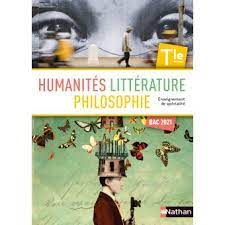 Tle
HUMANITÉS LITTÉRATURE
PHILOSOPHIE
Enseignement
de spécialité
BAC 2021
Nathan